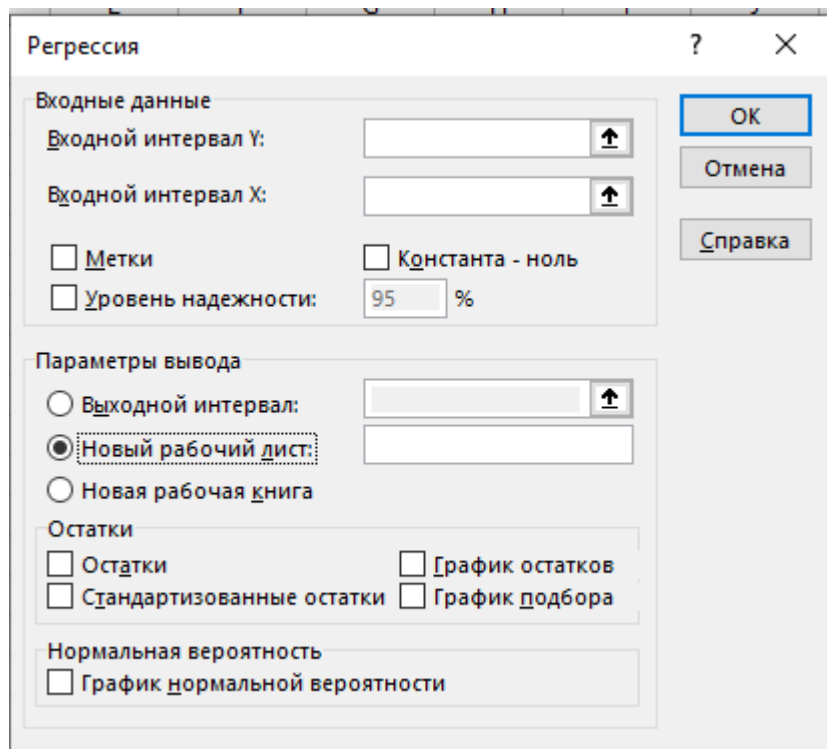 Регрессия
?
Входные данные
Входной интервал Y:
Входной интервал X:
Метки
Константа - ноль
Уровень надежности:
95 %
ОК
Отмена
Справка
Параметры вывода
Выходной интервал:
Новый рабочий лист:
Новая рабочая книга
Остатки
Остатки
График остатков
Стандартизованные остатки
График подбора
Нормальная вероятность
График нормальной вероятности